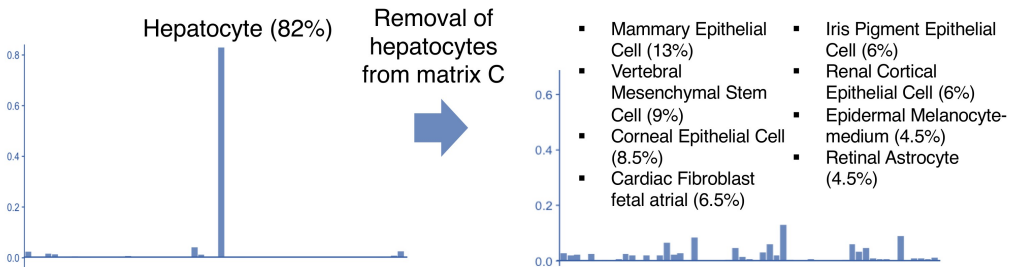 Hepatocyte (82%)
0.8
0.6
0.4
0.2
0.0
Removal of
hepatocytes
from matrix C
0.6
0.4
0.2
0.0
▪ Mammary Epithelial
Cell (13%)
▪ Vertebral
Mesenchymal Stem
Cell (9%)
▪ Corneal Epithelial Cell
(8.5%)
▪ Cardiac Fibroblast
fetal atrial (6.5%)
▪ Iris Pigment Epithelial
Cell (6%)
▪ Renal Cortical
Epithelial Cell (6%)
▪ Epidermal Melanocyte-
medium (4.5%)
▪ Retinal Astrocyte
(4.5%)